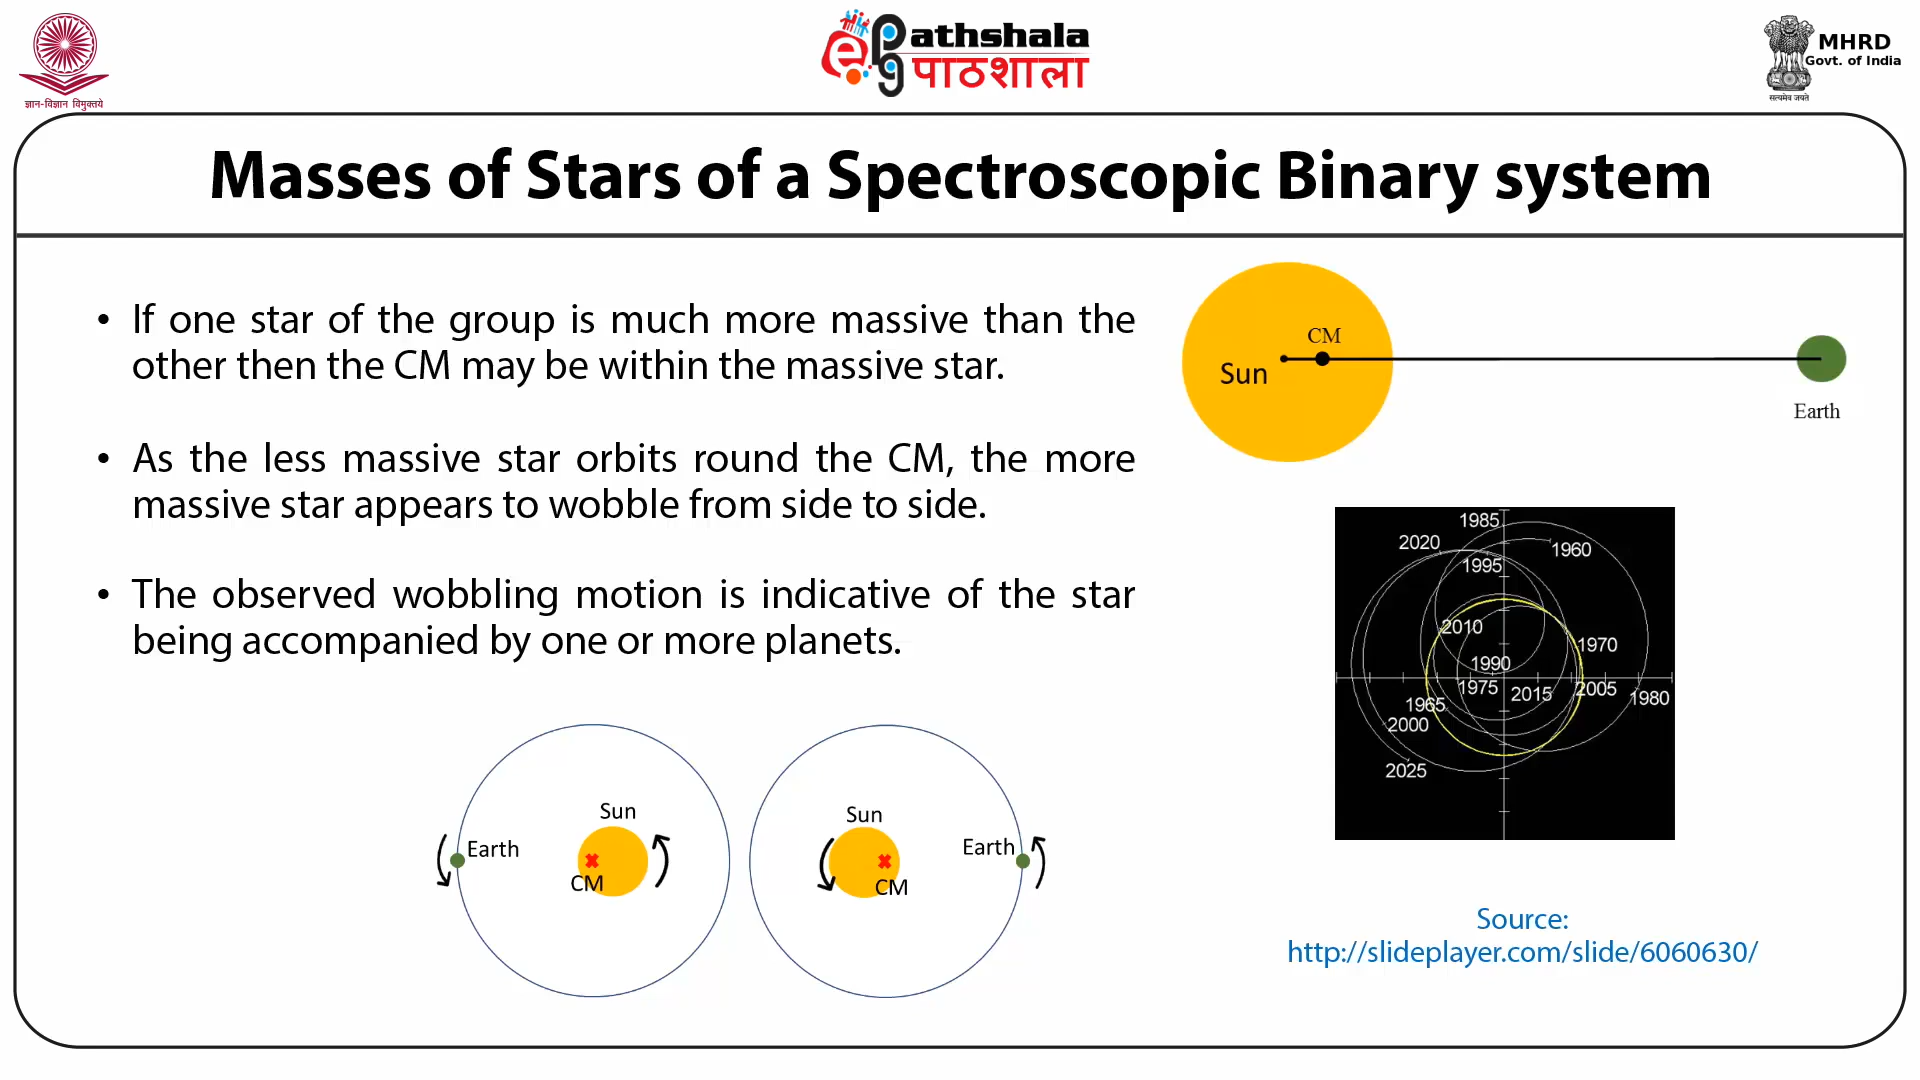 ज्ञान-विज्ञान विमुक्तये
ePathshala
पाठशाला
MHRD
Govt. of India
सत्यमेव जयते
Masses of Stars of a Spectroscopic Binary system
• If one star of the group is much more massive than the
other then the CM may be within the massive star.
• As the less massive star orbits round the CM, the more
massive star appears to wobble from side to side.
• The observed wobbling motion is indicative of the star
being accompanied by one or more planets.
CM
Sun
Earth
1985
2020
1960
1995
2010
1970
1990
1975
2015
2005
1980
1965
2000
2025
Sun
Earth
CM
Sun
Earth
CM
Source:
http://slideplayer.com/slide/6060630/